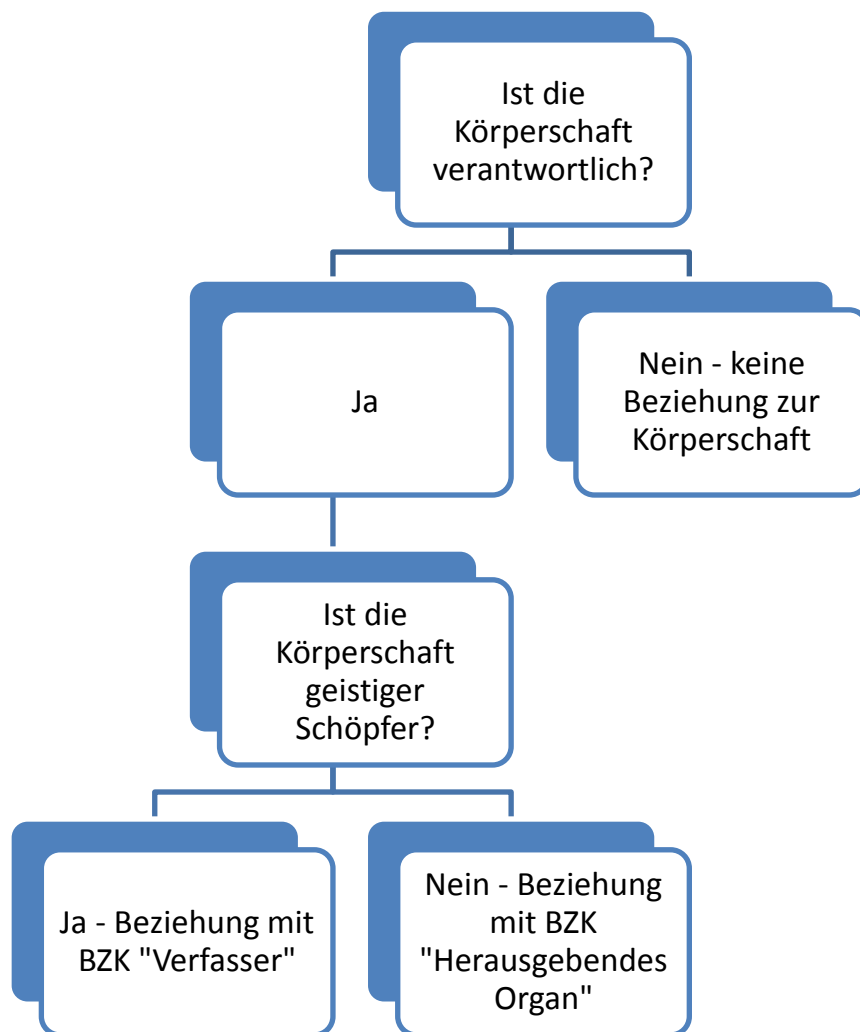 Ist die
Körperschaft
verantwortlich?
Ja
Nein - keine
Beziehung zur
Körperschaft
Ist die
Körperschaft
geistiger
Schöpfer?
Ja - Beziehung mit
BZK "Verfasser"
Nein - Beziehung
mit BZK
"Herausgebendes
Organ"